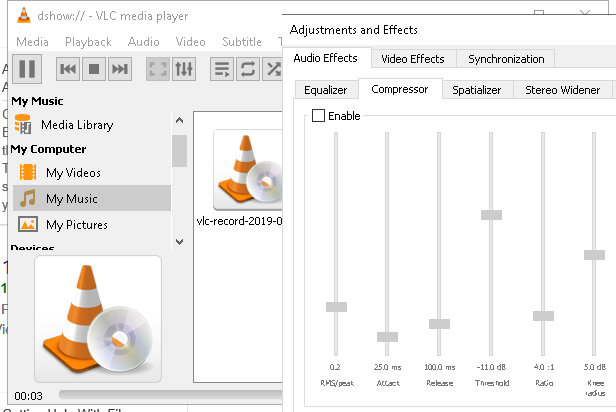 dshow:// - VLC media player
Media Playback Audio Video Subtitle T
My Music
Media Library
My Computer
My Videos
My Music
My Pictures
Devices
vlc-record-2019-0
00:03
Adjustments and Effects
Audio Effects Video Effects Synchronization
Equalizer Compressor Spatializer Stereo Widener
Enable
0.2 25.0 ms 100.0 ms -11.0 dB 4.0 :1 5.0 dB
RMS/peak Attack Release Threshold Ratio Knee
radius
Getting Help With